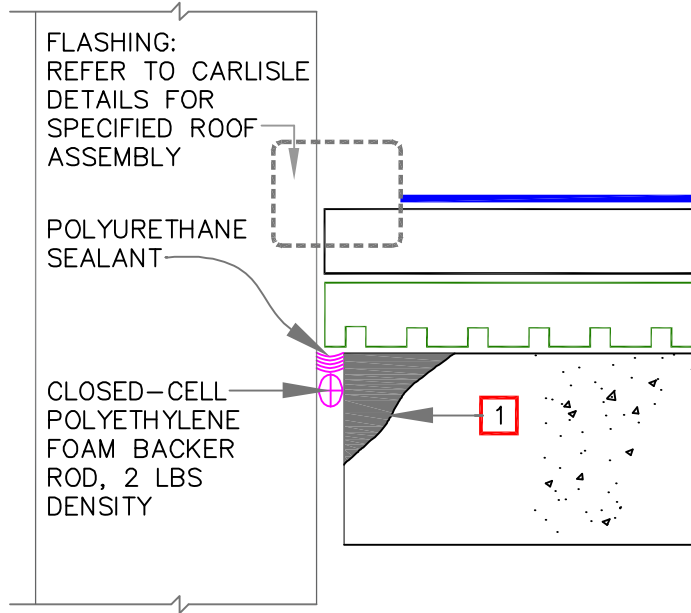 FLASHING:
REFER TO CARLISLE
DETAILS FOR
SPECIFIED ROOF
ASSEMBLY
POLYURETHANE
SEALANT
CLOSED–CELL
POLYETHYLENE
FOAM BACKER
ROD, 2 LBS
DENSITY
1